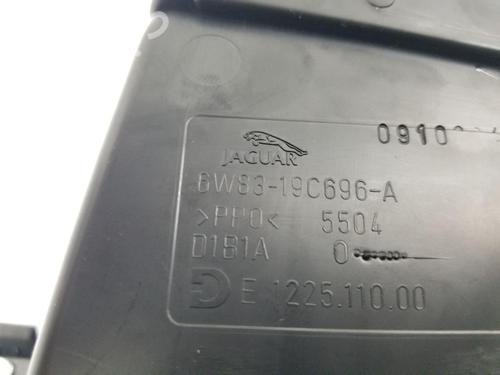 0910
JAGUAR
6W83-19C696-A
>PPO< 5504
D1B1A 0
E 1225.110.00